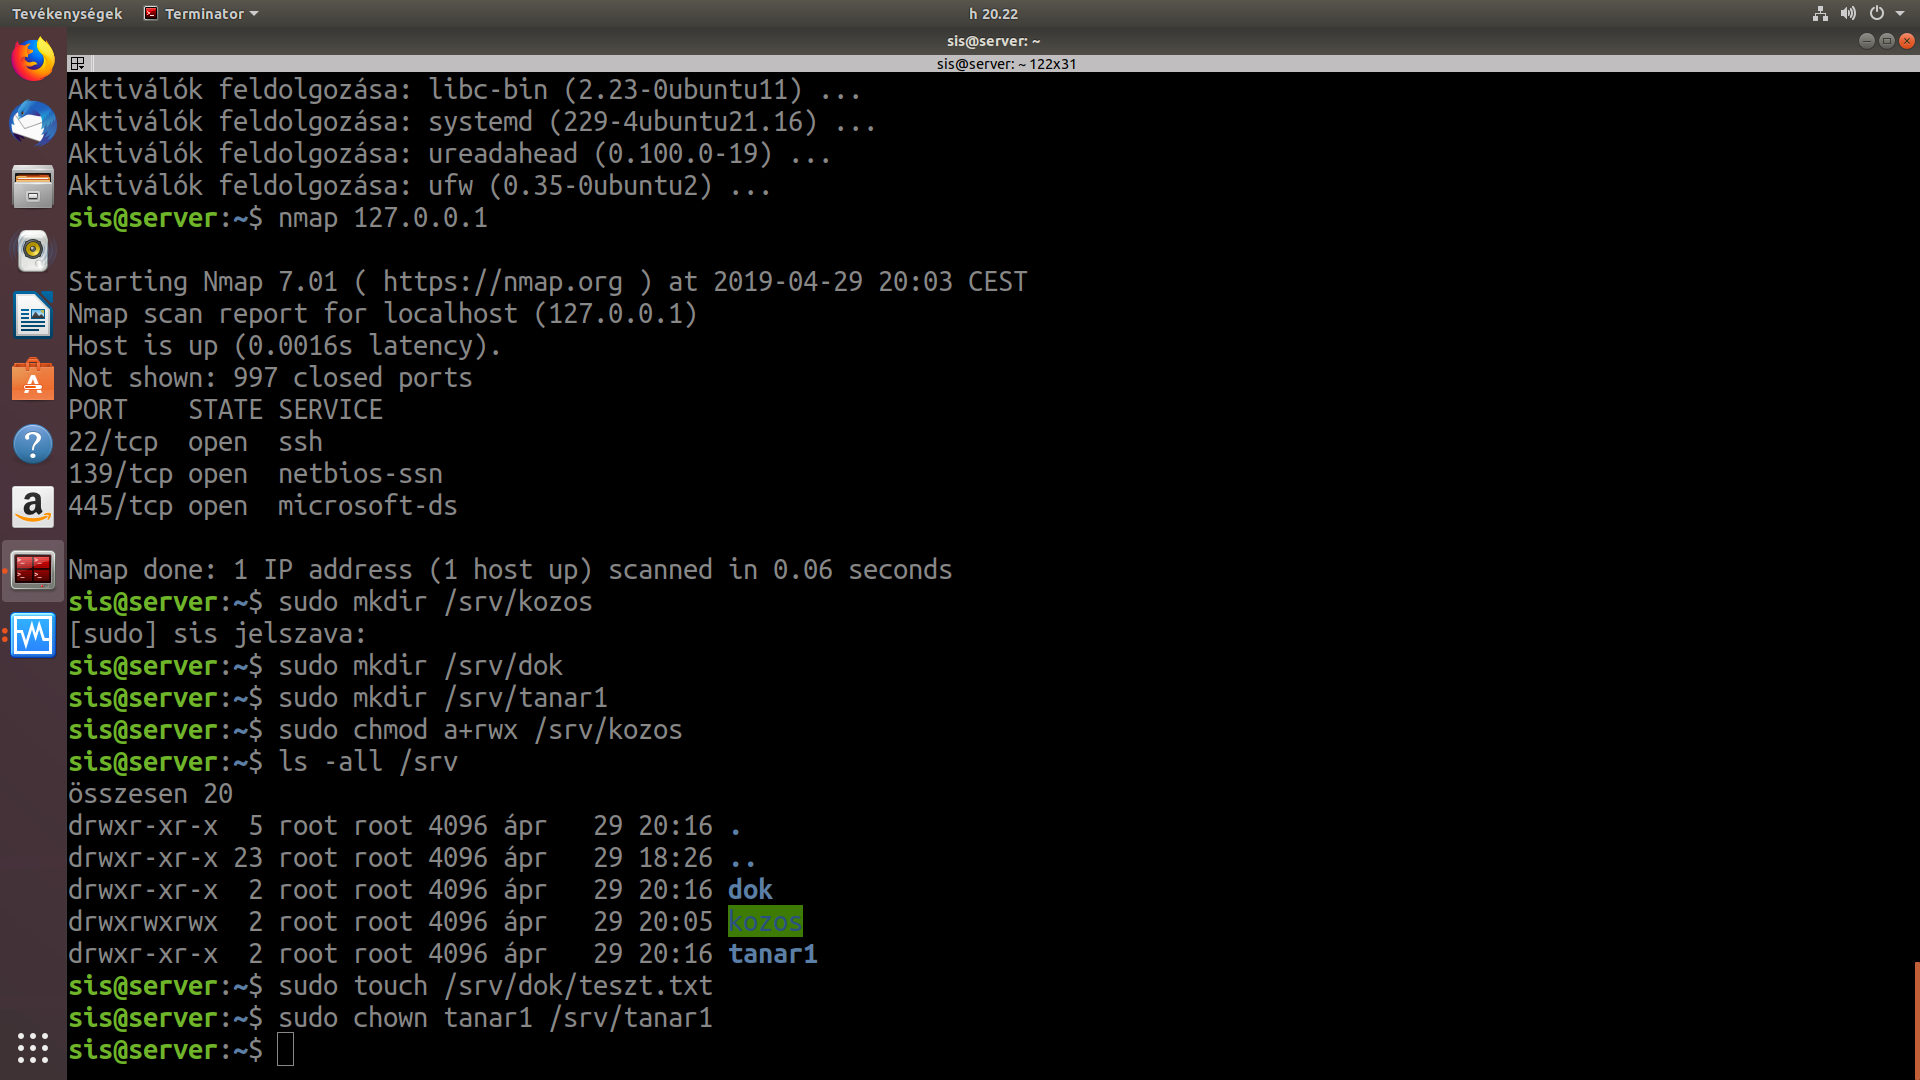 Tevékenységek Terminator h 20.22
sis@server: ~
sis@server: ~ 122x31
Aktiválók feldolgozása: libc-bin (2.23-0ubuntu11) ...
Aktiválók feldolgozása: systemd (229-4ubuntu21.16) ...
Aktiválók feldolgozása: ureadahead (0.100.0-19) ...
Aktiválók feldolgozása: ufw (0.35-0ubuntu2) ...
sis@server:~$ nmap 127.0.0.1
Starting Nmap 7.01 ( https://nmap.org ) at 2019-04-29 20:03 CEST
Nmap scan report for localhost (127.0.0.1)
Host is up (0.0016s latency).
Not shown: 997 closed ports
PORT    STATE SERVICE
22/tcp  open  ssh
139/tcp open  netbios-ssn
445/tcp open  microsoft-ds
Nmap done: 1 IP address (1 host up) scanned in 0.06 seconds
sis@server:~$ sudo mkdir /srv/kozos
[sudo] sis jelszava:
sis@server:~$ sudo mkdir /srv/dok
sis@server:~$ sudo mkdir /srv/tanar1
sis@server:~$ sudo chmod a+rwx /srv/kozos
sis@server:~$ ls -all /srv
összesen 20
drwxr-xr-x  5 root root 4096 ápr   29 20:16 .
drwxr-xr-x 23 root root 4096 ápr   29 18:26 ..
drwxr-xr-x  2 root root 4096 ápr   29 20:16 dok
drwxrwxrwx  2 root root 4096 ápr   29 20:05 kozos
drwxr-xr-x  2 root root 4096 ápr   29 20:16 tanar1
sis@server:~$ sudo touch /srv/dok/teszt.txt
sis@server:~$ sudo chown tanar1 /srv/tanar1
sis@server:~$